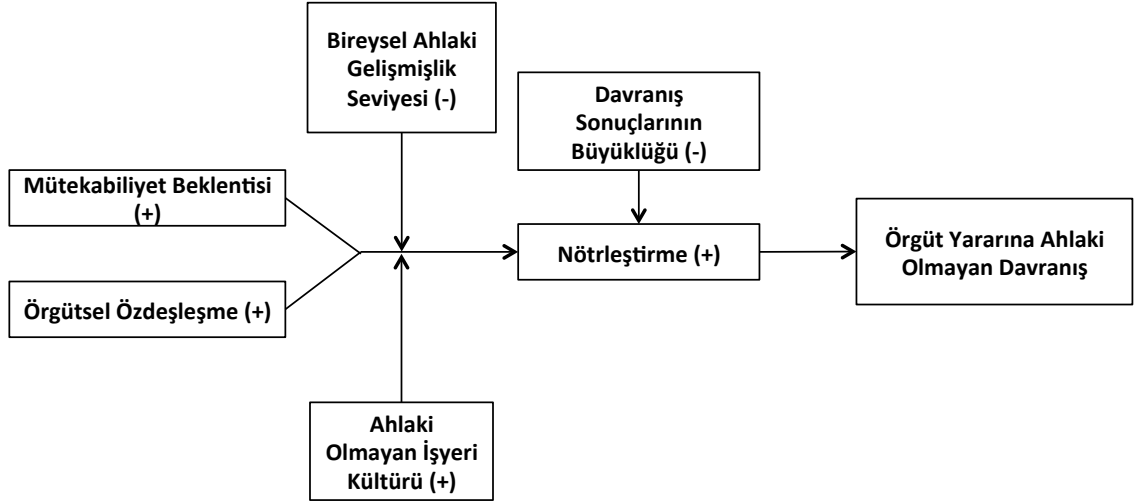 Bireysel Ahlaki
Gelişmişlik
Seviyesi (-)
Davranış
Sonuçlarının
Büyüklüğü (-)
Mütekabiliyet Beklentisi
(+)
Nötrleştirme (+)
Örgüt Yararına Ahlaki
Olmayan Davranış
Örgütsel Özdeşleşme (+)
Ahlaki
Olmayan İşyeri
Kültürü (+)